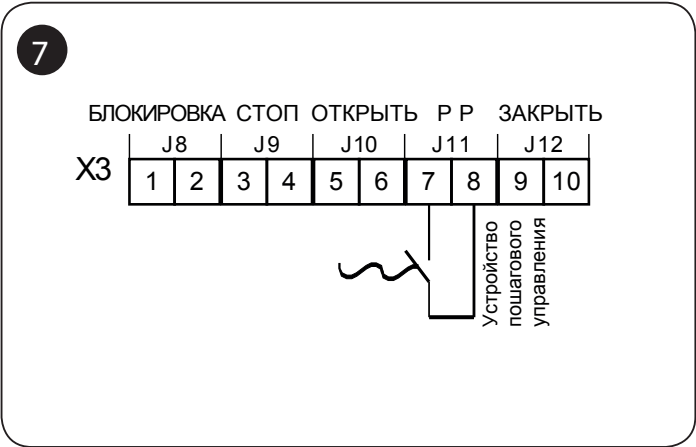 7
БЛОКИРОВКА СТОП ОТКРЫТЬ Р Р ЗАКРЫТЬ
J8 J9 J10 J11 J12
X3 1 2 3 4 5 6 7 8 9 10
Устройство
пошагового
управления